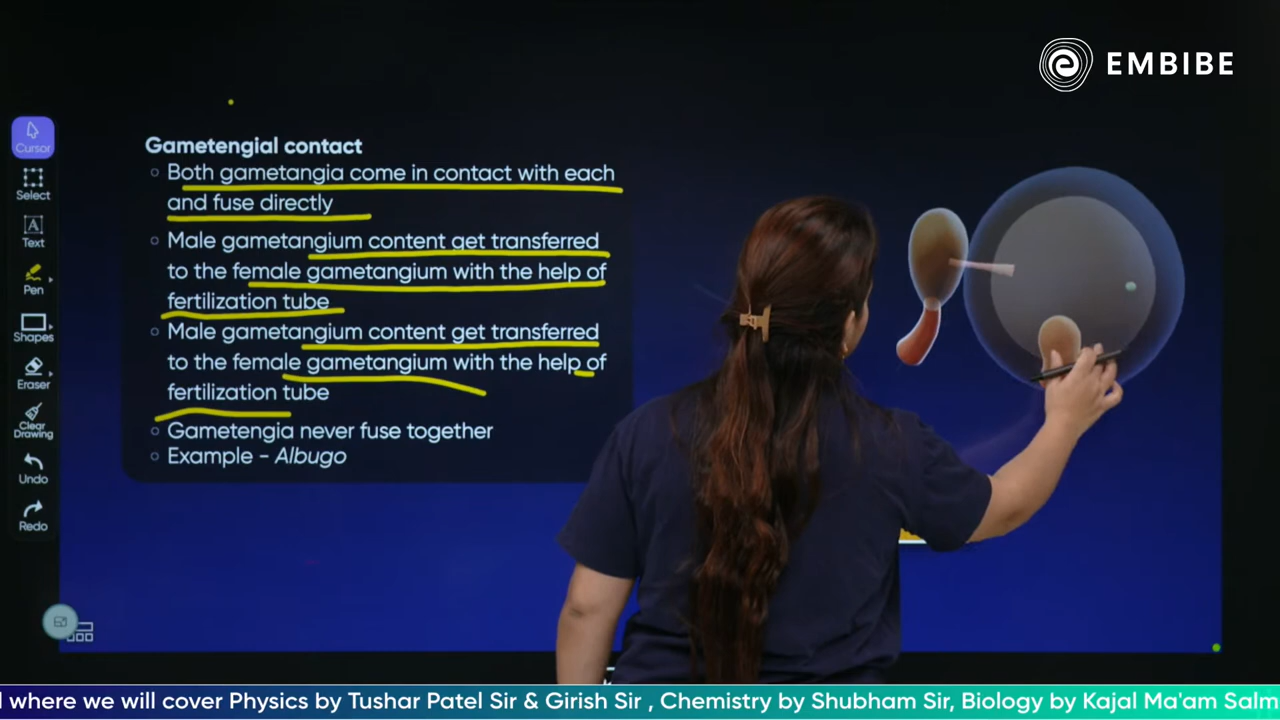 EMBIBE
Gametengial contact
Both gametangia come in contact with each
and fuse directly
Male gametangium content get transferred
to the female gametangium with the help of
fertilization tube
Male gametangium content get transferred
to the female gametangium with the help of
fertilization tube
Gametengia never fuse together
Example - Albugo
Cursor
Select
A
Text
Pen
Shapes
Eraser
Clear
Drawing
Undo
Redo
where we will cover Physics by Tushar Patel Sir & Girish Sir , Chemistry by Shubham Sir, Biology by Kajal Ma'am Salm